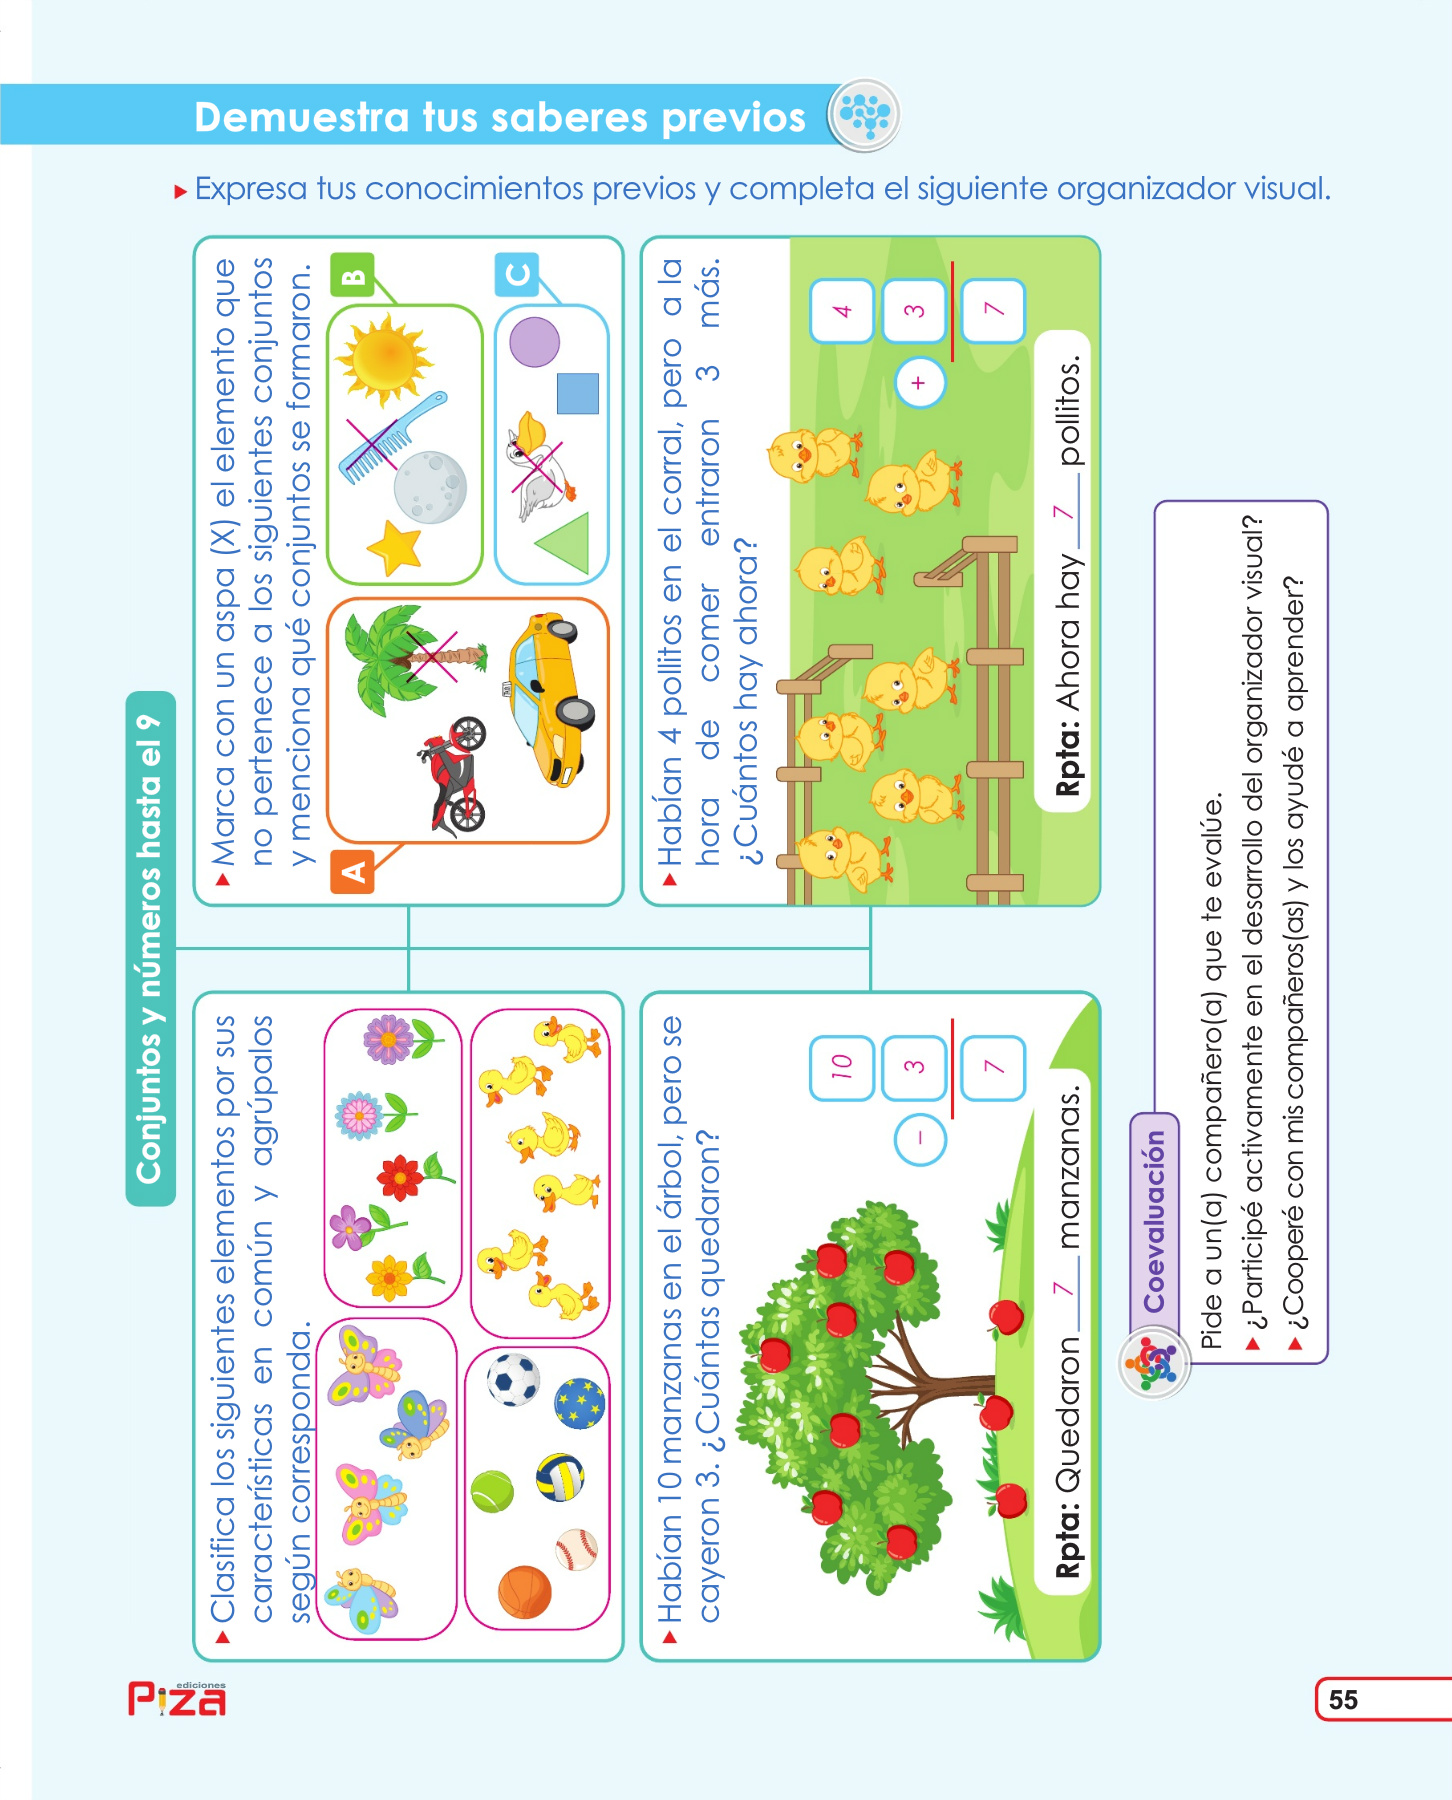 Demuestra tus saberes previos
Expresa tus conocimientos previos y completa el siguiente organizador visual.
Conjuntos y números hasta el 9
Clasifica los siguientes elementos por sus
características en común y agrúpalos
según corresponda.
Marca con un aspa (X) el elemento que
no pertenece a los siguientes conjuntos
y menciona qué conjuntos se formaron.
A
B
C
Habían 10 manzanas en el árbol, pero se
cayeron 3. ¿Cuántas quedaron?
10
− 3
7
Rpta: Quedaron 7 manzanas.
Habían 4 pollitos en el corral, pero a la
hora de comer entraron 3 más.
¿Cuántos hay ahora?
4
+ 3
7
Rpta: Ahora hay 7 pollitos.
Coevaluación
Pide a un(a) compañero(a) que te evalúe.
¿Participé activamente en el desarrollo del organizador visual?
¿Cooperé con mis compañeros(as) y los ayudé a aprender?
ediciones
Piza
55